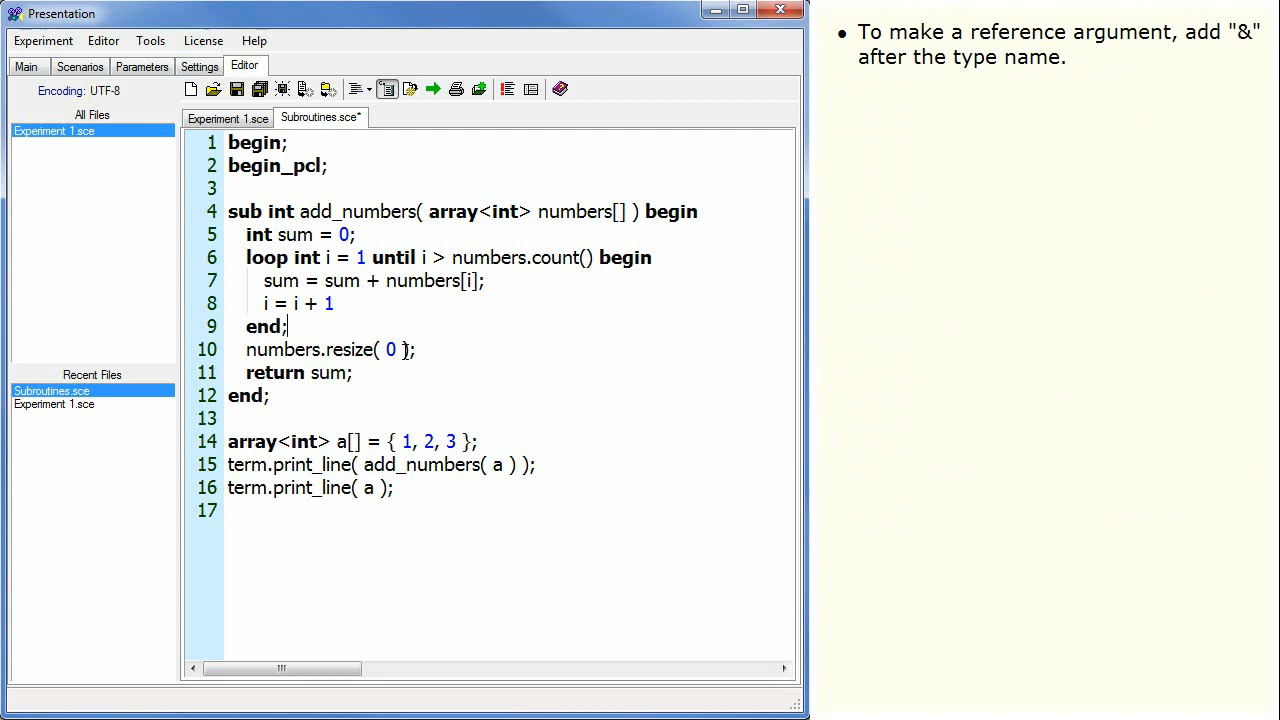 Presentation
Experiment Editor Tools License Help
Main Scenarios Parameters Settings Editor
Encoding: UTF-8
All Files
Experiment 1.sce
Recent Files
Subroutines.sce
Experiment 1.sce
Experiment 1.sce Subroutines.sce*
1 begin;
2 begin_pcl;
3
4 sub int add_numbers( array<int> numbers[] ) begin
5 int sum = 0;
6 loop int i = 1 until i > numbers.count() begin
7 sum = sum + numbers[i];
8 i = i + 1
9 end;
10 numbers.resize( 0 );
11 return sum;
12 end;
13
14 array<int> a[] = { 1, 2, 3 };
15 term.print_line( add_numbers( a ) );
16 term.print_line( a );
17
• To make a reference argument, add "&"
after the type name.